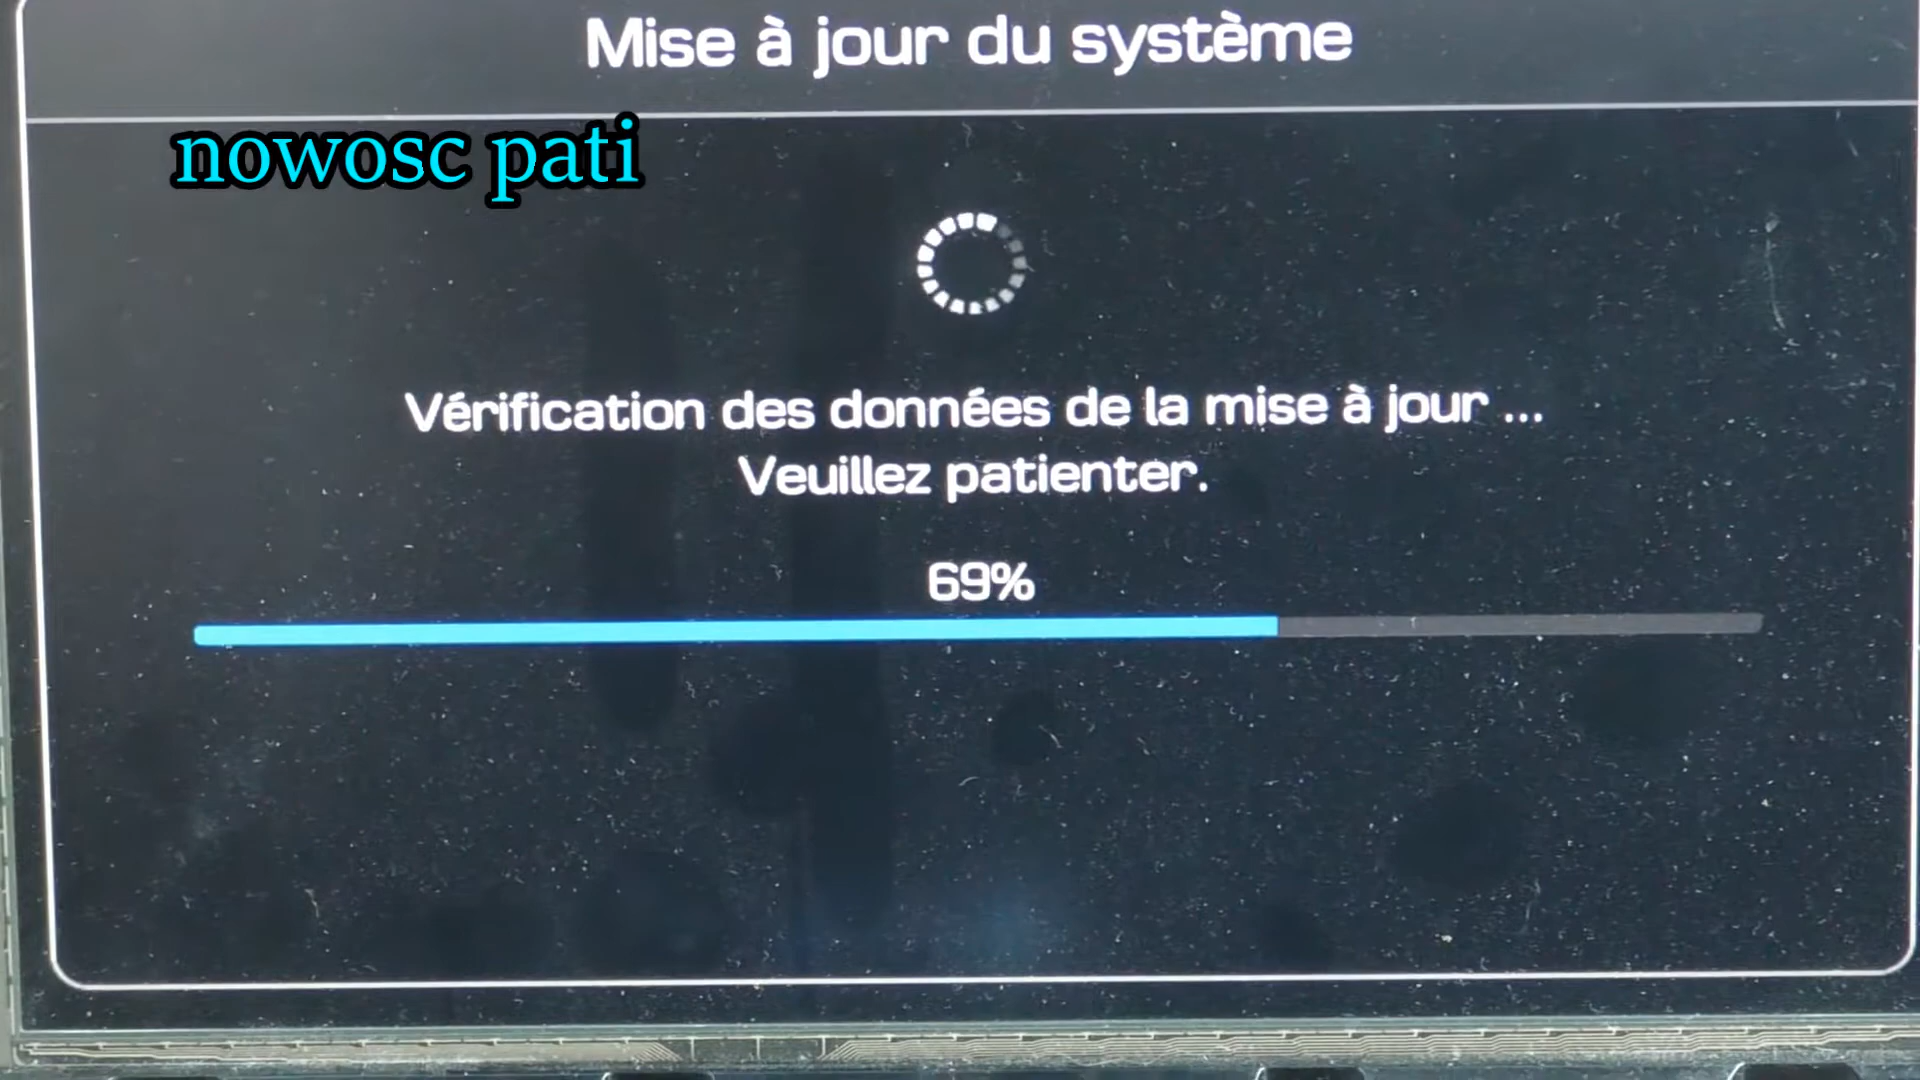 Mise à jour du système
nowosc pati
Vérification des données de la mise à jour ...
Veuillez patienter.
69%